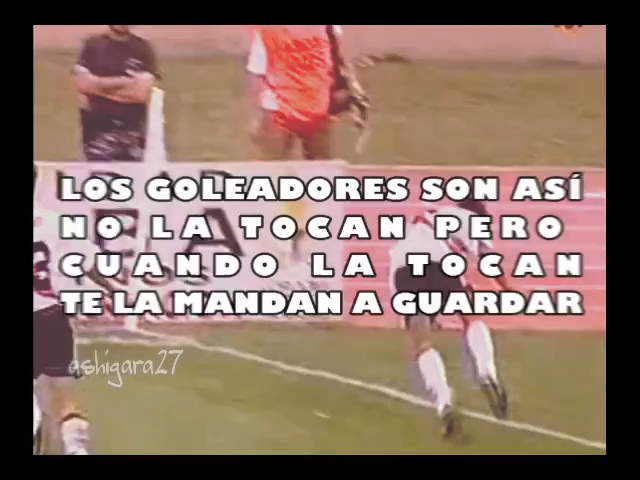 LOS GOLEADORES SON ASÍ
NO LA TOCAN PERO
CUANDO LA TOCAN
TE LA MANDAN A GUARDAR
ashigara27